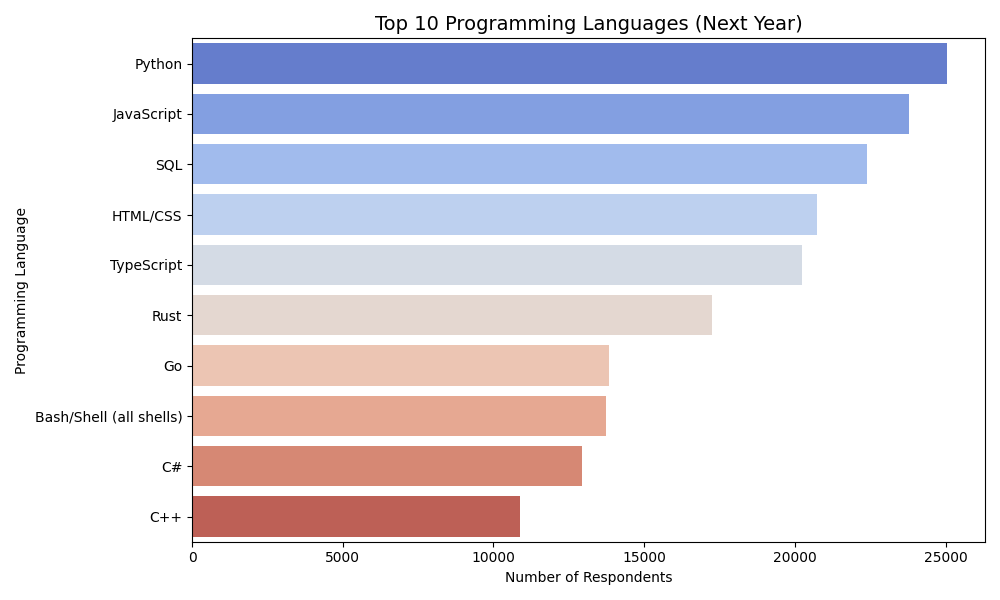 Top 10 Programming Languages (Next Year)
Programming Language
Python
JavaScript
SQL
HTML/CSS
TypeScript
Rust
Go
Bash/Shell (all shells)
C#
C++
0 5000 10000 15000 20000 25000
Number of Respondents